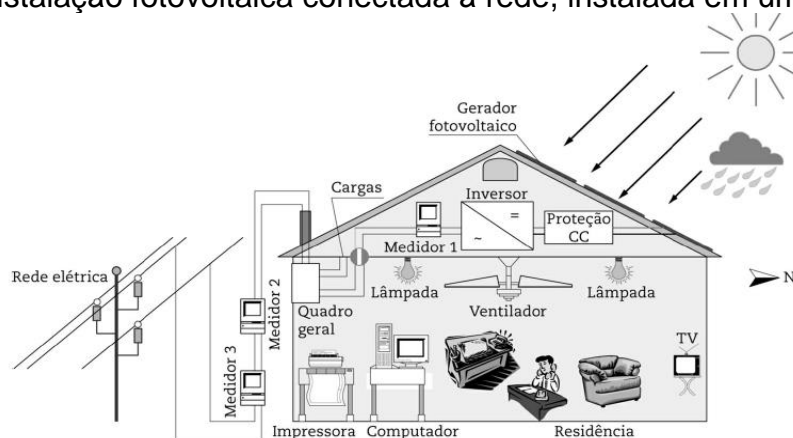 nstalação fotovoltaica conectada à rede, instalada em um
Gerador
fotovoltaico
Cargas
Inversor
=
~
Proteção
CC
Medidor 1
Rede elétrica
Medidor 2
Quadro
geral
Lâmpada
Ventilador
Lâmpada
N
Medidor 3
TV
Impressora
Computador
Residência